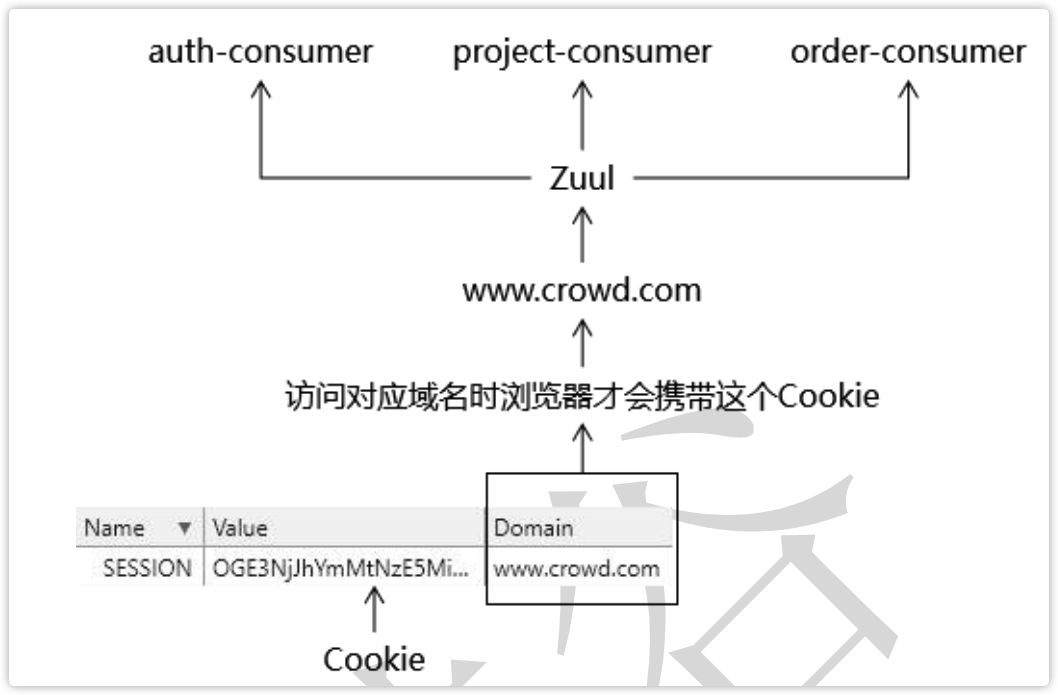 auth-consumer project-consumer order-consumer
Zuul
www.crowd.com
访问对应域名时浏览器才会携带这个Cookie
Name ▼ Value Domain
SESSION OGE3NjJhYmMtNzE5Mi... www.crowd.com
Cookie